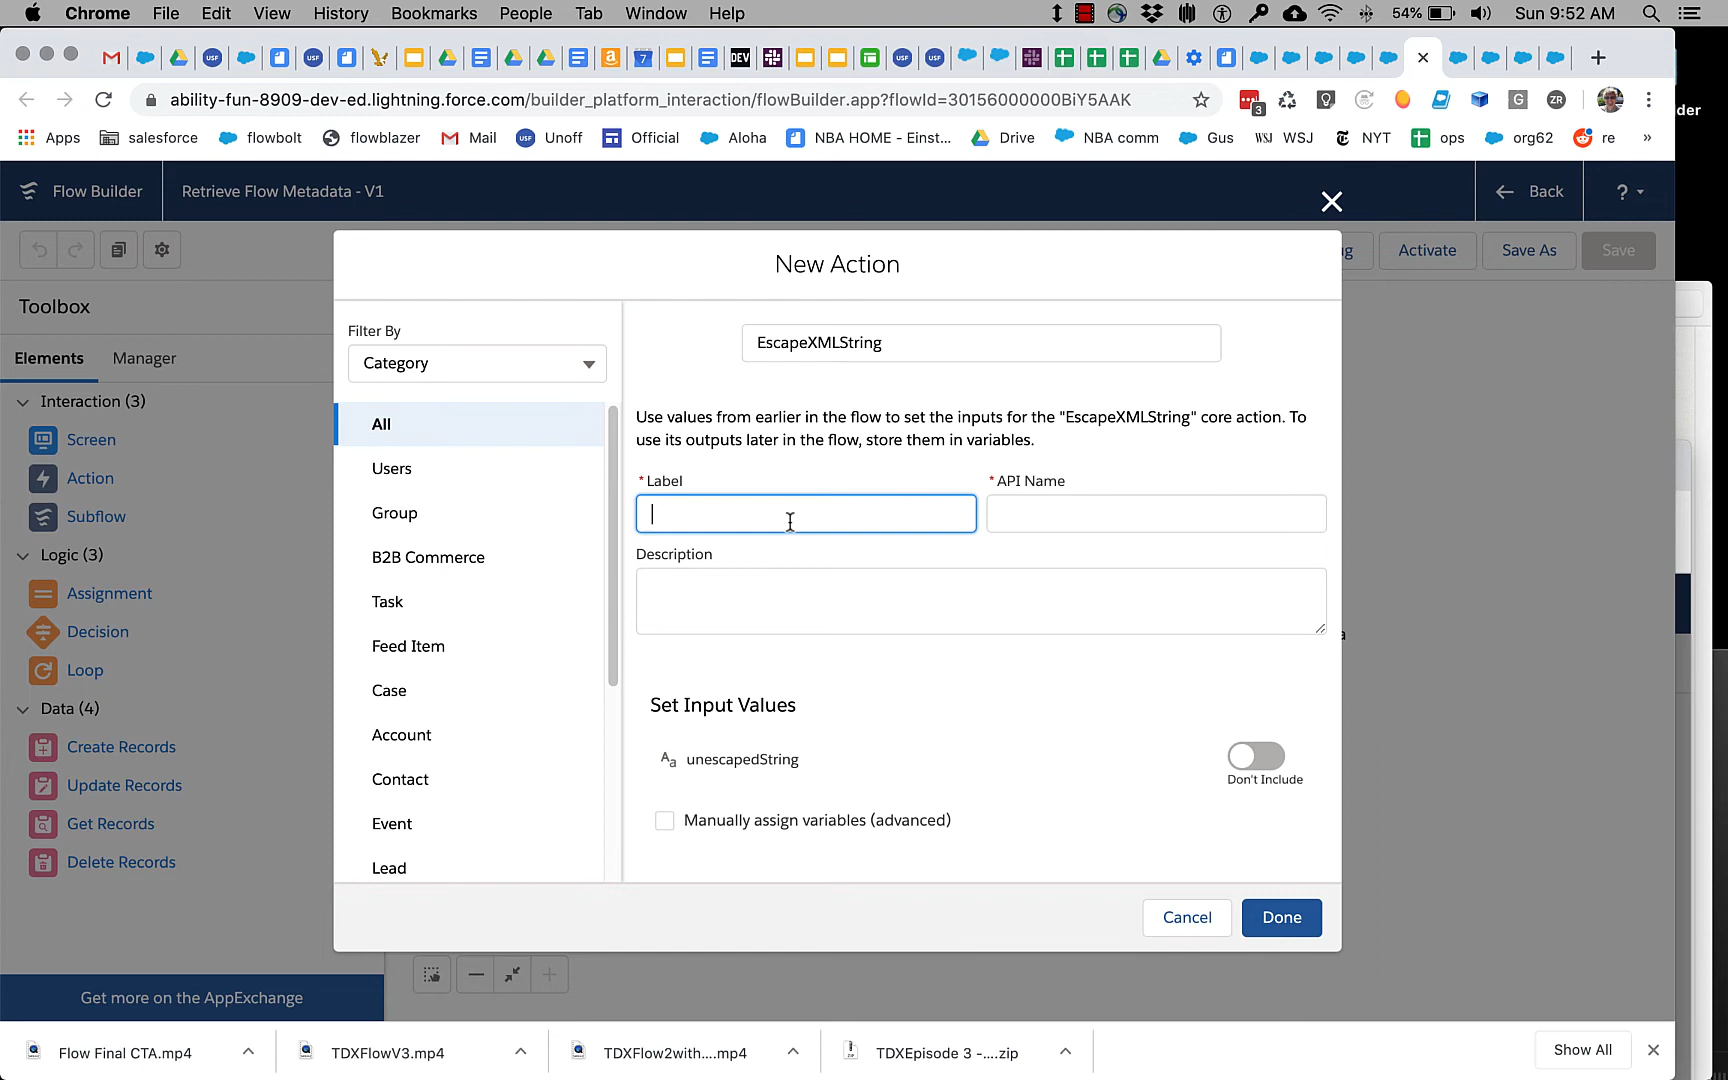 Chrome File Edit View History Bookmarks People Tab Window Help 54% Sun 9:52 AM
ability-fun-8909-dev-ed.lightning.force.com/builder_platform_interaction/flowBuilder.app?flowId=30156000000BiY5AAK
Apps salesforce flowbolt flowblazer Mail Unoff Official Aloha NBA HOME - Einst... Drive NBA comm Gus WSJ WSJ NYT ops org62 re »
der
Flow Builder Retrieve Flow Metadata - V1 Back ?
g Activate Save As Save
Toolbox
Elements Manager
Interaction (3)
Screen
Action
Subflow
Logic (3)
Assignment
Decision
Loop
Data (4)
Create Records
Update Records
Get Records
Delete Records
Get more on the AppExchange
New Action
Filter By
Category
All
Users
Group
B2B Commerce
Task
Feed Item
Case
Account
Contact
Event
Lead
EscapeXMLString
Use values from earlier in the flow to set the inputs for the "EscapeXMLString" core action. To
use its outputs later in the flow, store them in variables.
*Label *API Name
Description
Set Input Values
Aa unescapedString
Don't Include
Manually assign variables (advanced)
Cancel Done
Flow Final CTA.mp4 TDXFlowV3.mp4 TDXFlow2with....mp4 TDXEpisode 3 -....zip Show All